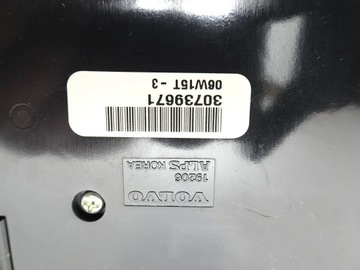 30739671
06W15T - 3
19206
ALPS KOREA
VOLVO